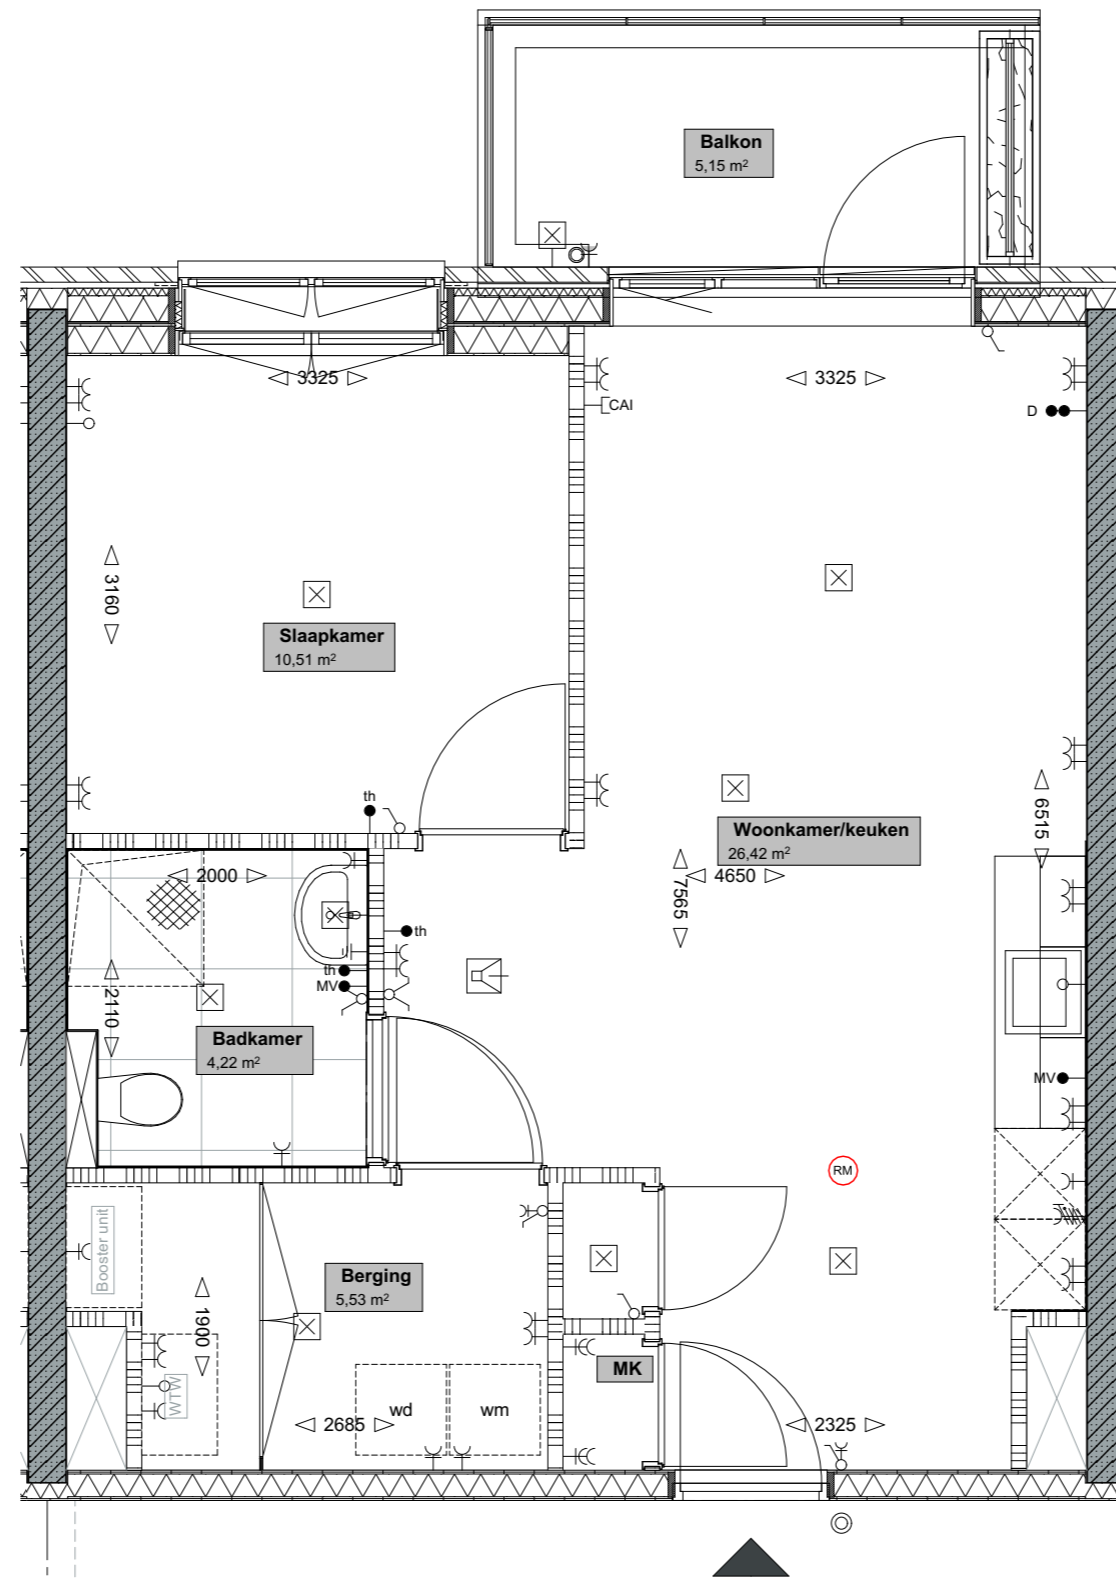 Balkon
5,15 m²
3325
3325
CAI
D
3160
Slaapkamer
10,51 m²
th
Woonkamer/keuken
26,42 m²
6515
2000
7565
4650
th
th
MV
2110
Badkamer
4,22 m²
MV
RM
Booster unit
Berging
5,53 m²
1900
MK
WTW
wd
wm
2685
2325